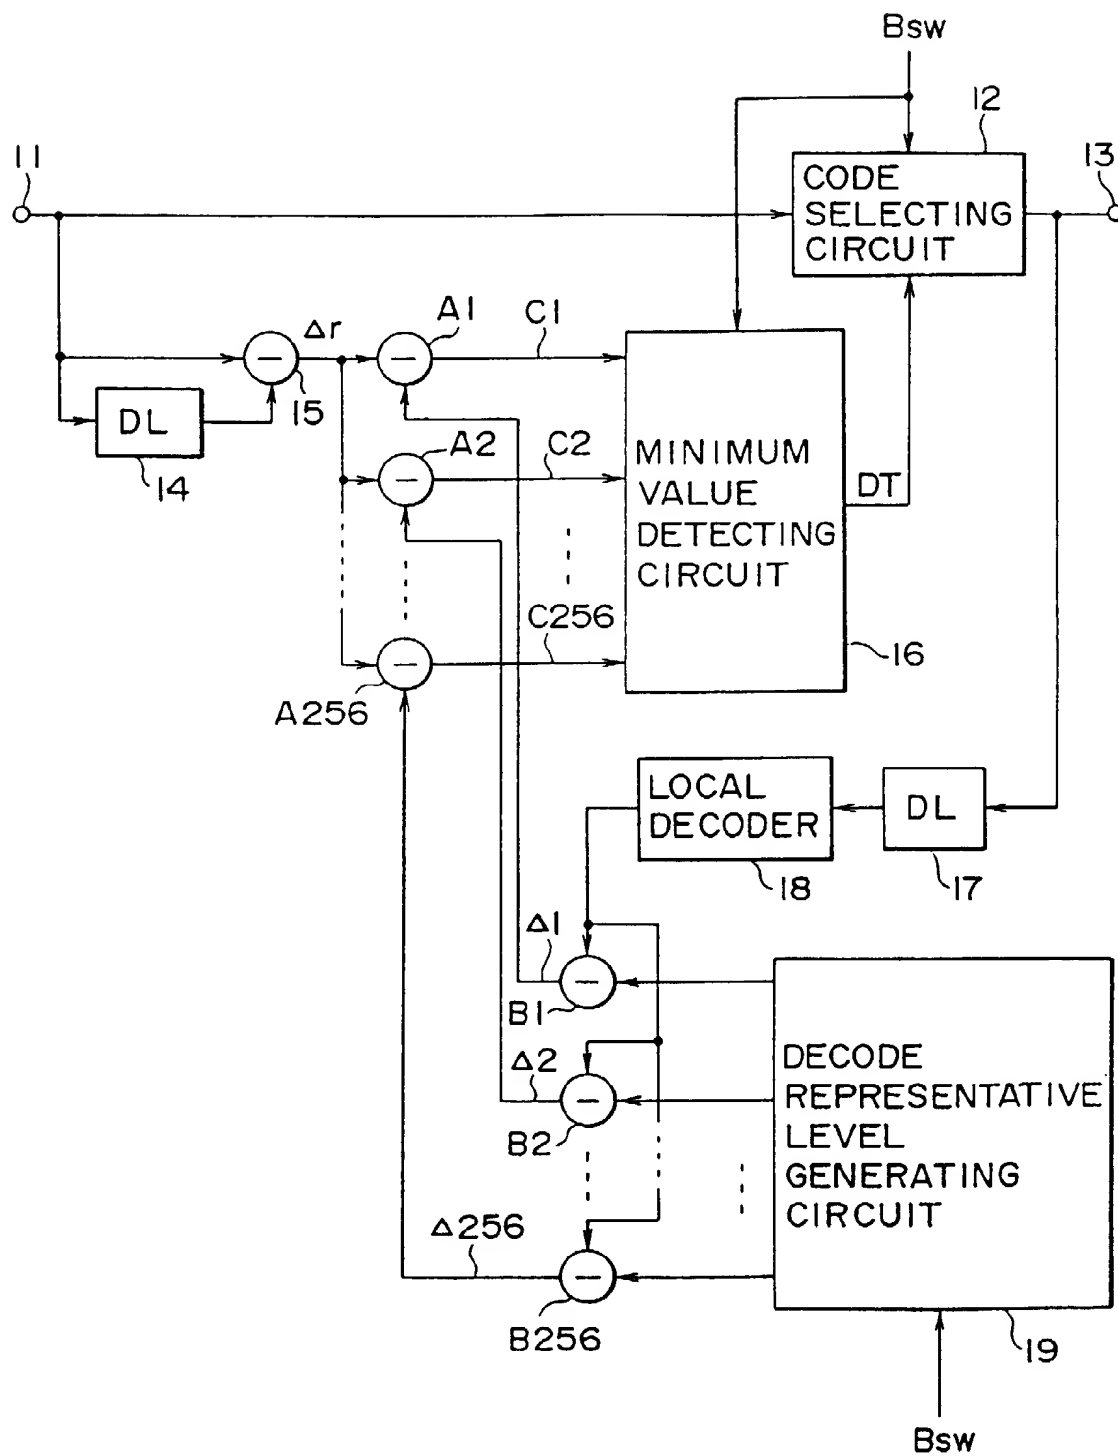 Bsw
12
11
13
CODE
SELECTING
CIRCUIT
Δr
A1
C1
−
−
15
DL
14
A2
C2
−
MINIMUM
VALUE
DETECTING
CIRCUIT
DT
C256
−
A256
16
LOCAL
DECODER
DL
18
17
Δ1
−
B1
Δ2
−
B2
DECODE
REPRESENTATIVE
LEVEL
GENERATING
CIRCUIT
Δ256
−
B256
19
Bsw